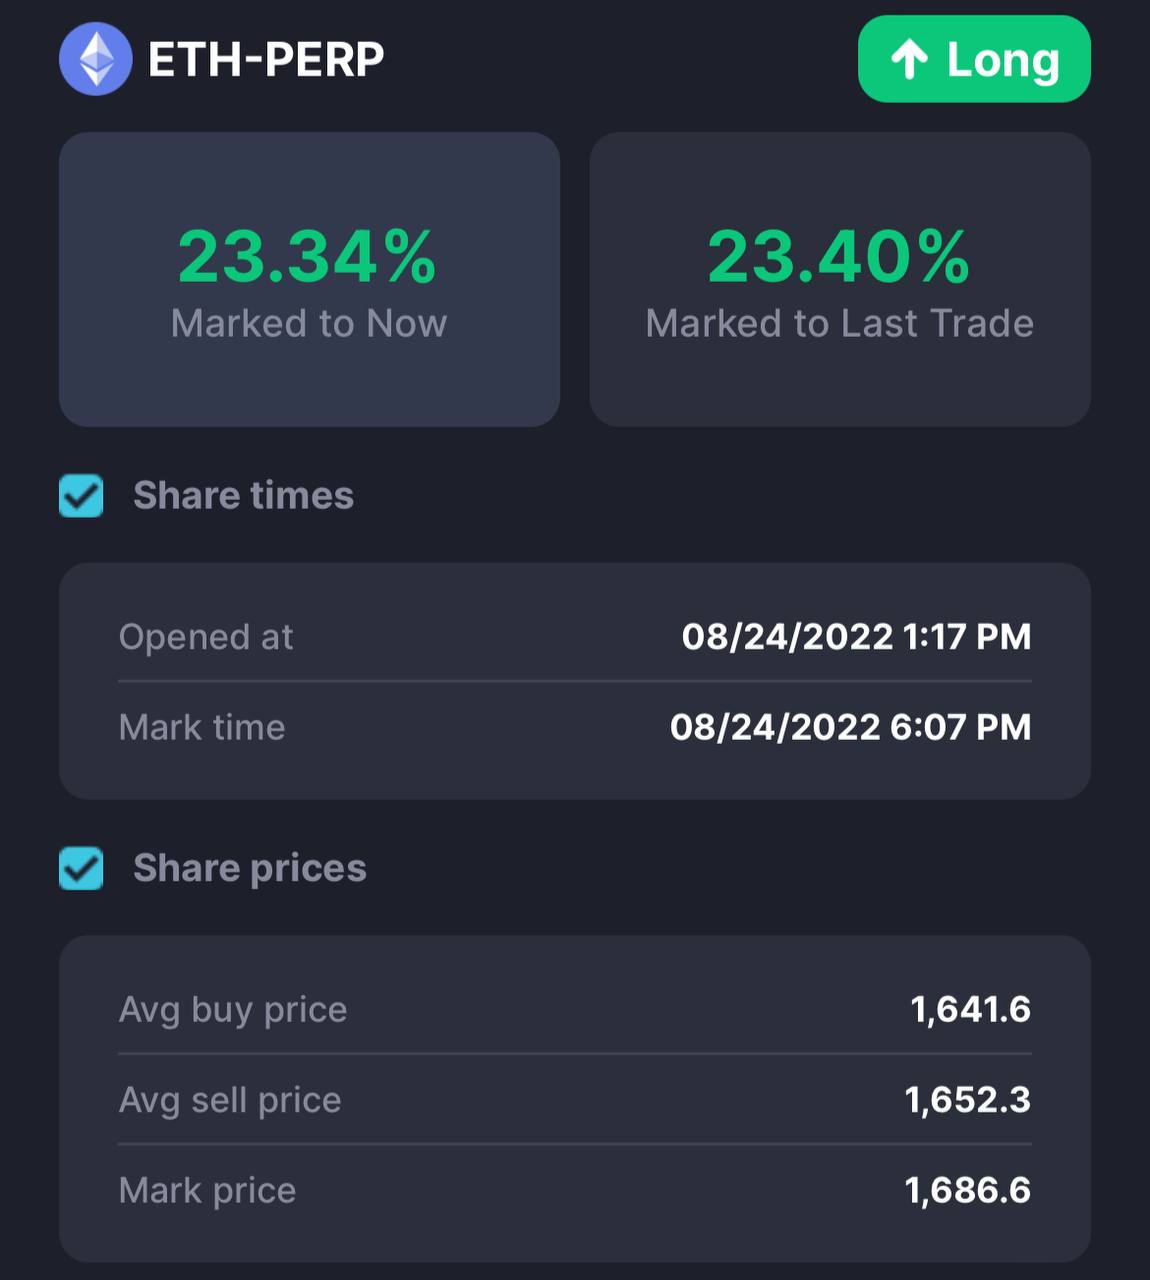 ETH-PERP
Long
23.34%
Marked to Now
23.40%
Marked to Last Trade
Share times
Opened at 08/24/2022 1:17 PM
Mark time 08/24/2022 6:07 PM
Share prices
Avg buy price 1,641.6
Avg sell price 1,652.3
Mark price 1,686.6